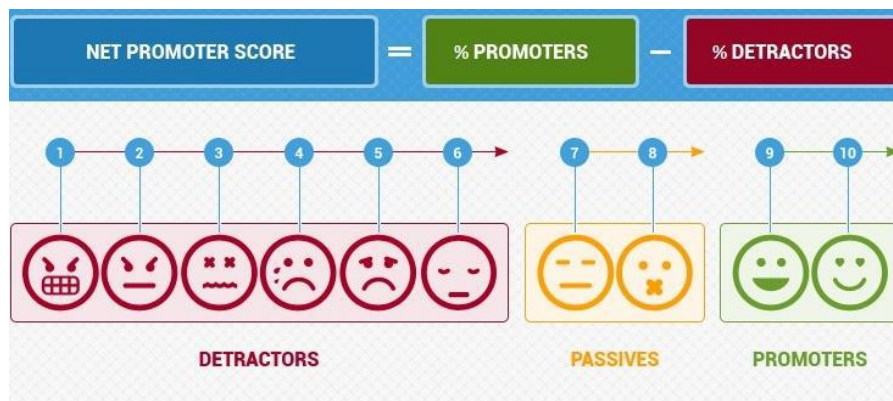 NET PROMOTER SCORE = % PROMOTERS – % DETRACTORS
1 2 3 4 5 6 7 8 9 10
DETRACTORS PASSIVES PROMOTERS